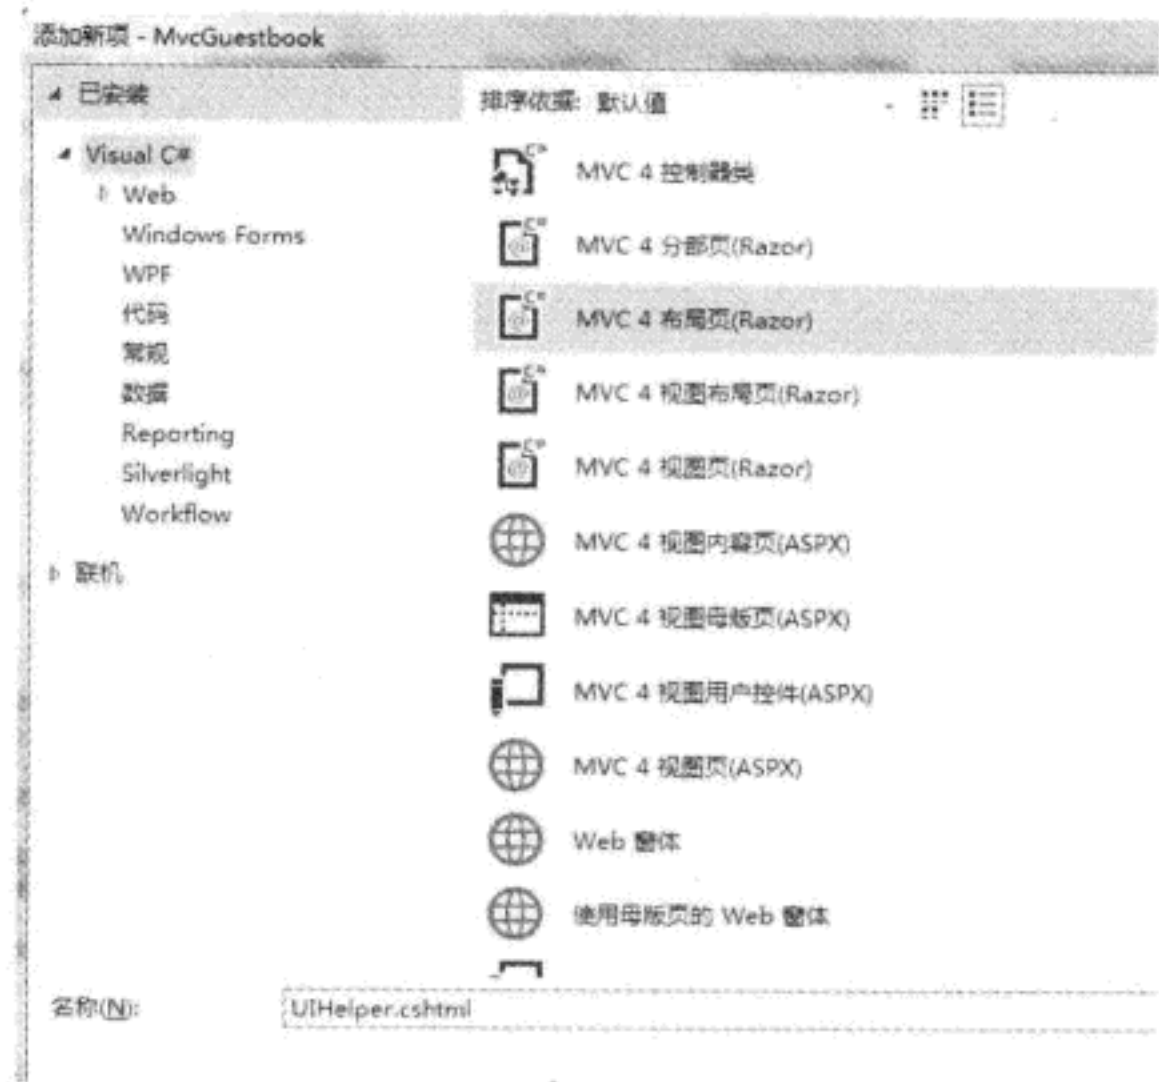 添加新项 - MvcGuestbook
已安装
Visual C#
Web
Windows Forms
WPF
代码
常规
数据
Reporting
Silverlight
Workflow
联机
排序依据: 默认值
MVC 4 控制器类
MVC 4 分部页(Razor)
MVC 4 布局页(Razor)
MVC 4 视图布局页(Razor)
MVC 4 视图页(Razor)
MVC 4 视图内容页(ASPX)
MVC 4 视图母版页(ASPX)
MVC 4 视图用户控件(ASPX)
MVC 4 视图页(ASPX)
Web 窗体
使用母版页的 Web 窗体
名称(N):
UIHelper.cshtml